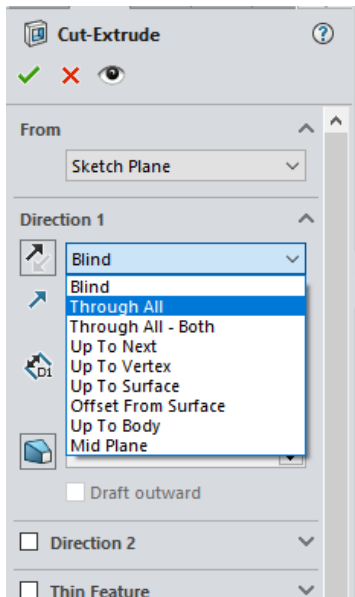 Cut-Extrude
From
Sketch Plane
Direction 1
Blind
Blind
Through All
Through All - Both
Up To Next
Up To Vertex
D1
Up To Surface
Offset From Surface
Up To Body
Mid Plane
Draft outward
Direction 2
Thin Feature